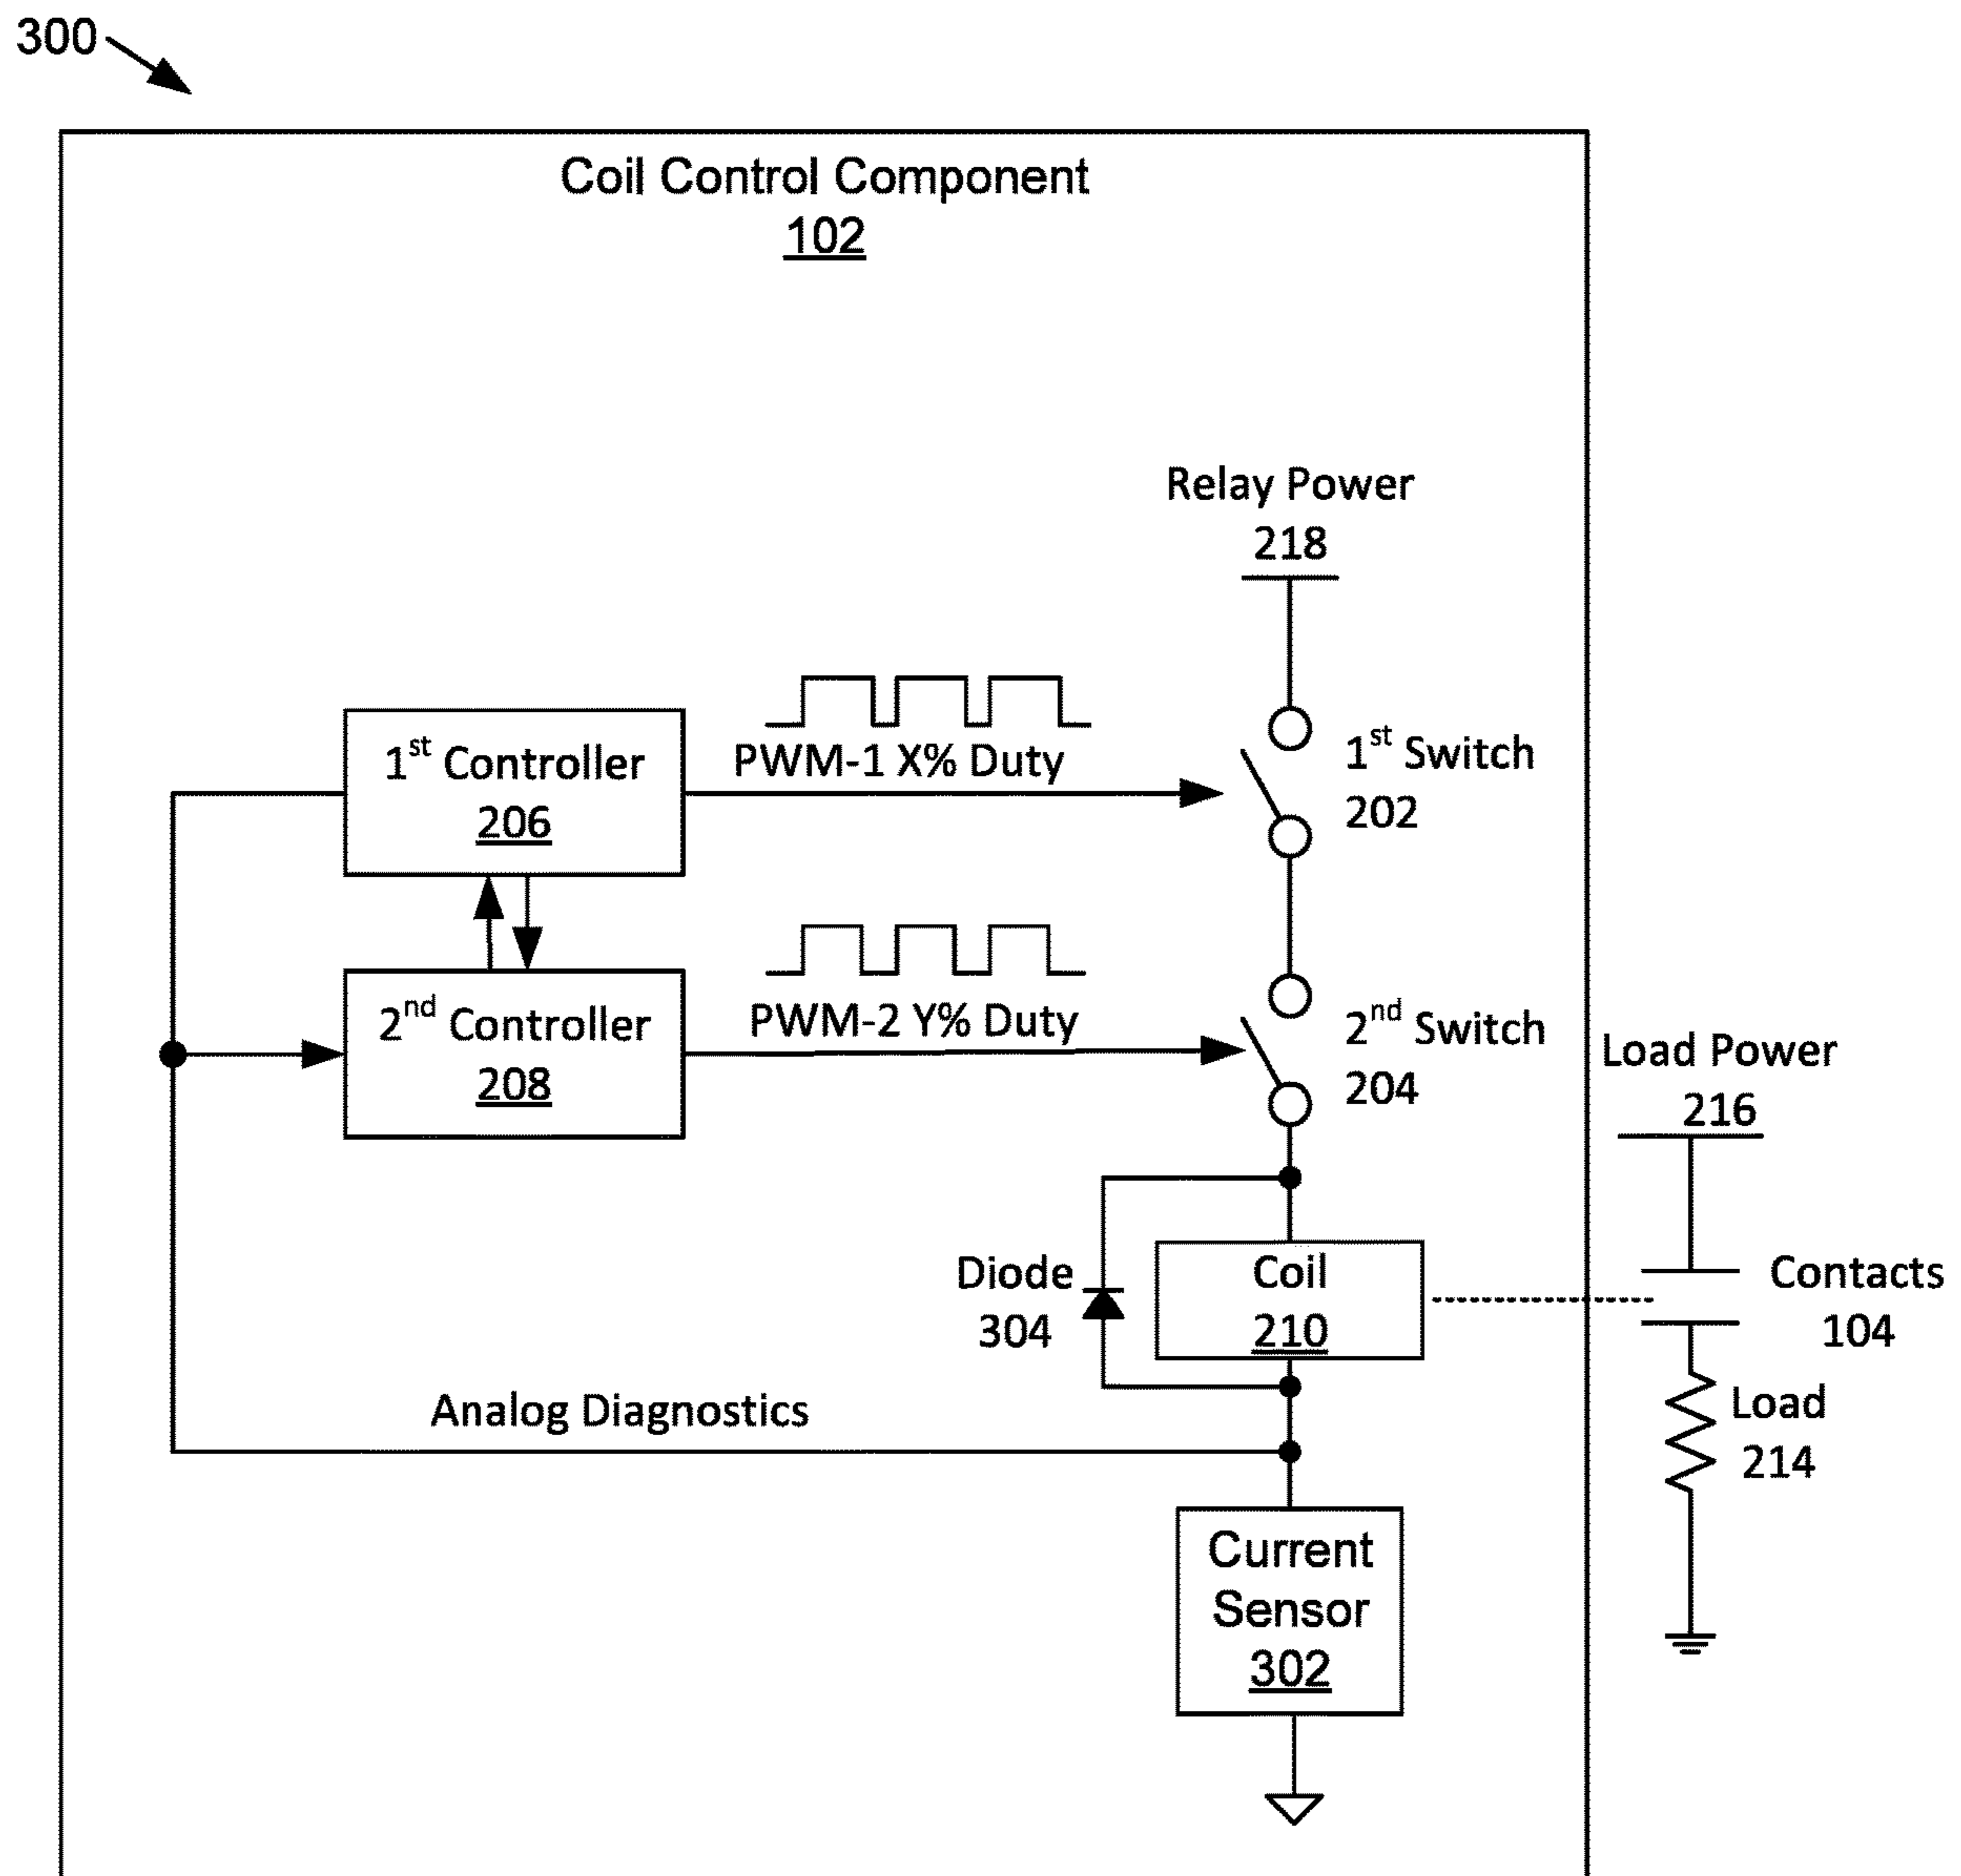 300
Coil Control Component
102
Relay Power
218
1st Controller
206
PWM-1 X% Duty
1st Switch
202
2nd Controller
208
PWM-2 Y% Duty
2nd Switch
204
Load Power
216
Diode
304
Coil
210
Contacts
104
Analog Diagnostics
Load
214
Current
Sensor
302